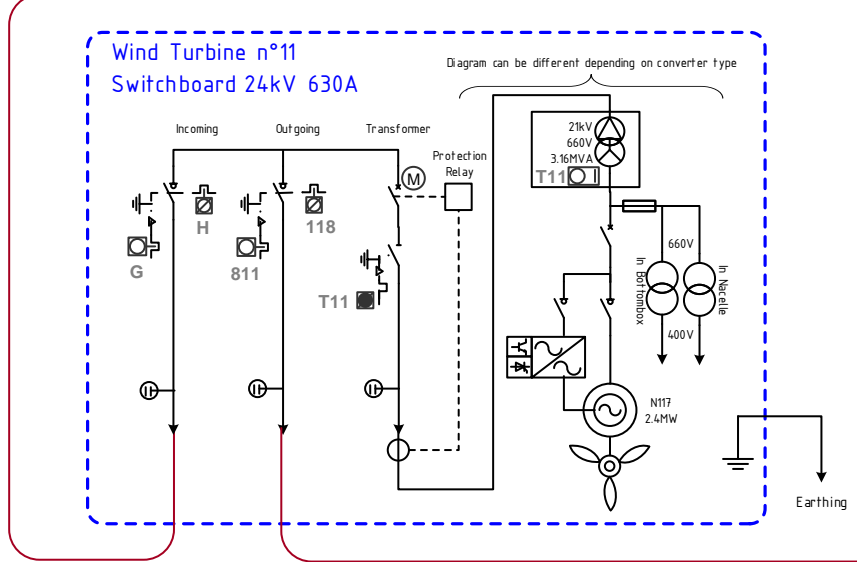 Wind Turbine n°11
Switchboard 24kV 630A
Diagram can be different depending on converter type
Incoming
Outgoing
Transformer
Protection
Relay
M
21kV
660V
3.16MVA
T11
H
G
118
811
T11
660V
In Bottombox
In Nacelle
400V
N117
2.4MW
Earthing